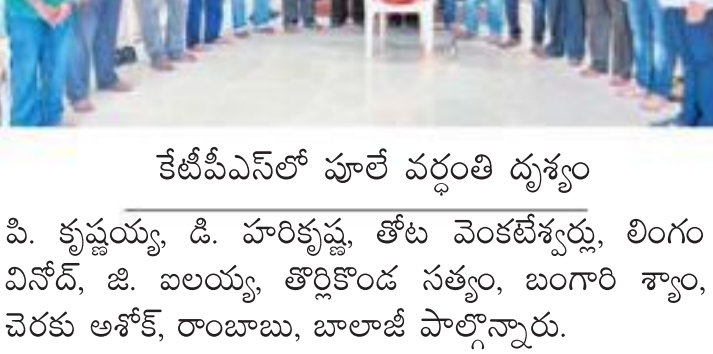 కేటీపీఎస్‌లో పూలే వర్ధంతి దృశ్యం
పి. కృష్ణయ్య, డి. హరికృష్ణ, తోట వెంకటేశ్వర్లు, లింగం
వినోద్, జి. ఐలయ్య, తొర్లికొండ సత్యం, బంగారి శ్యాం,
చెరకు అశోక్, రాంబాబు, బాలాజీ పాల్గొన్నారు.